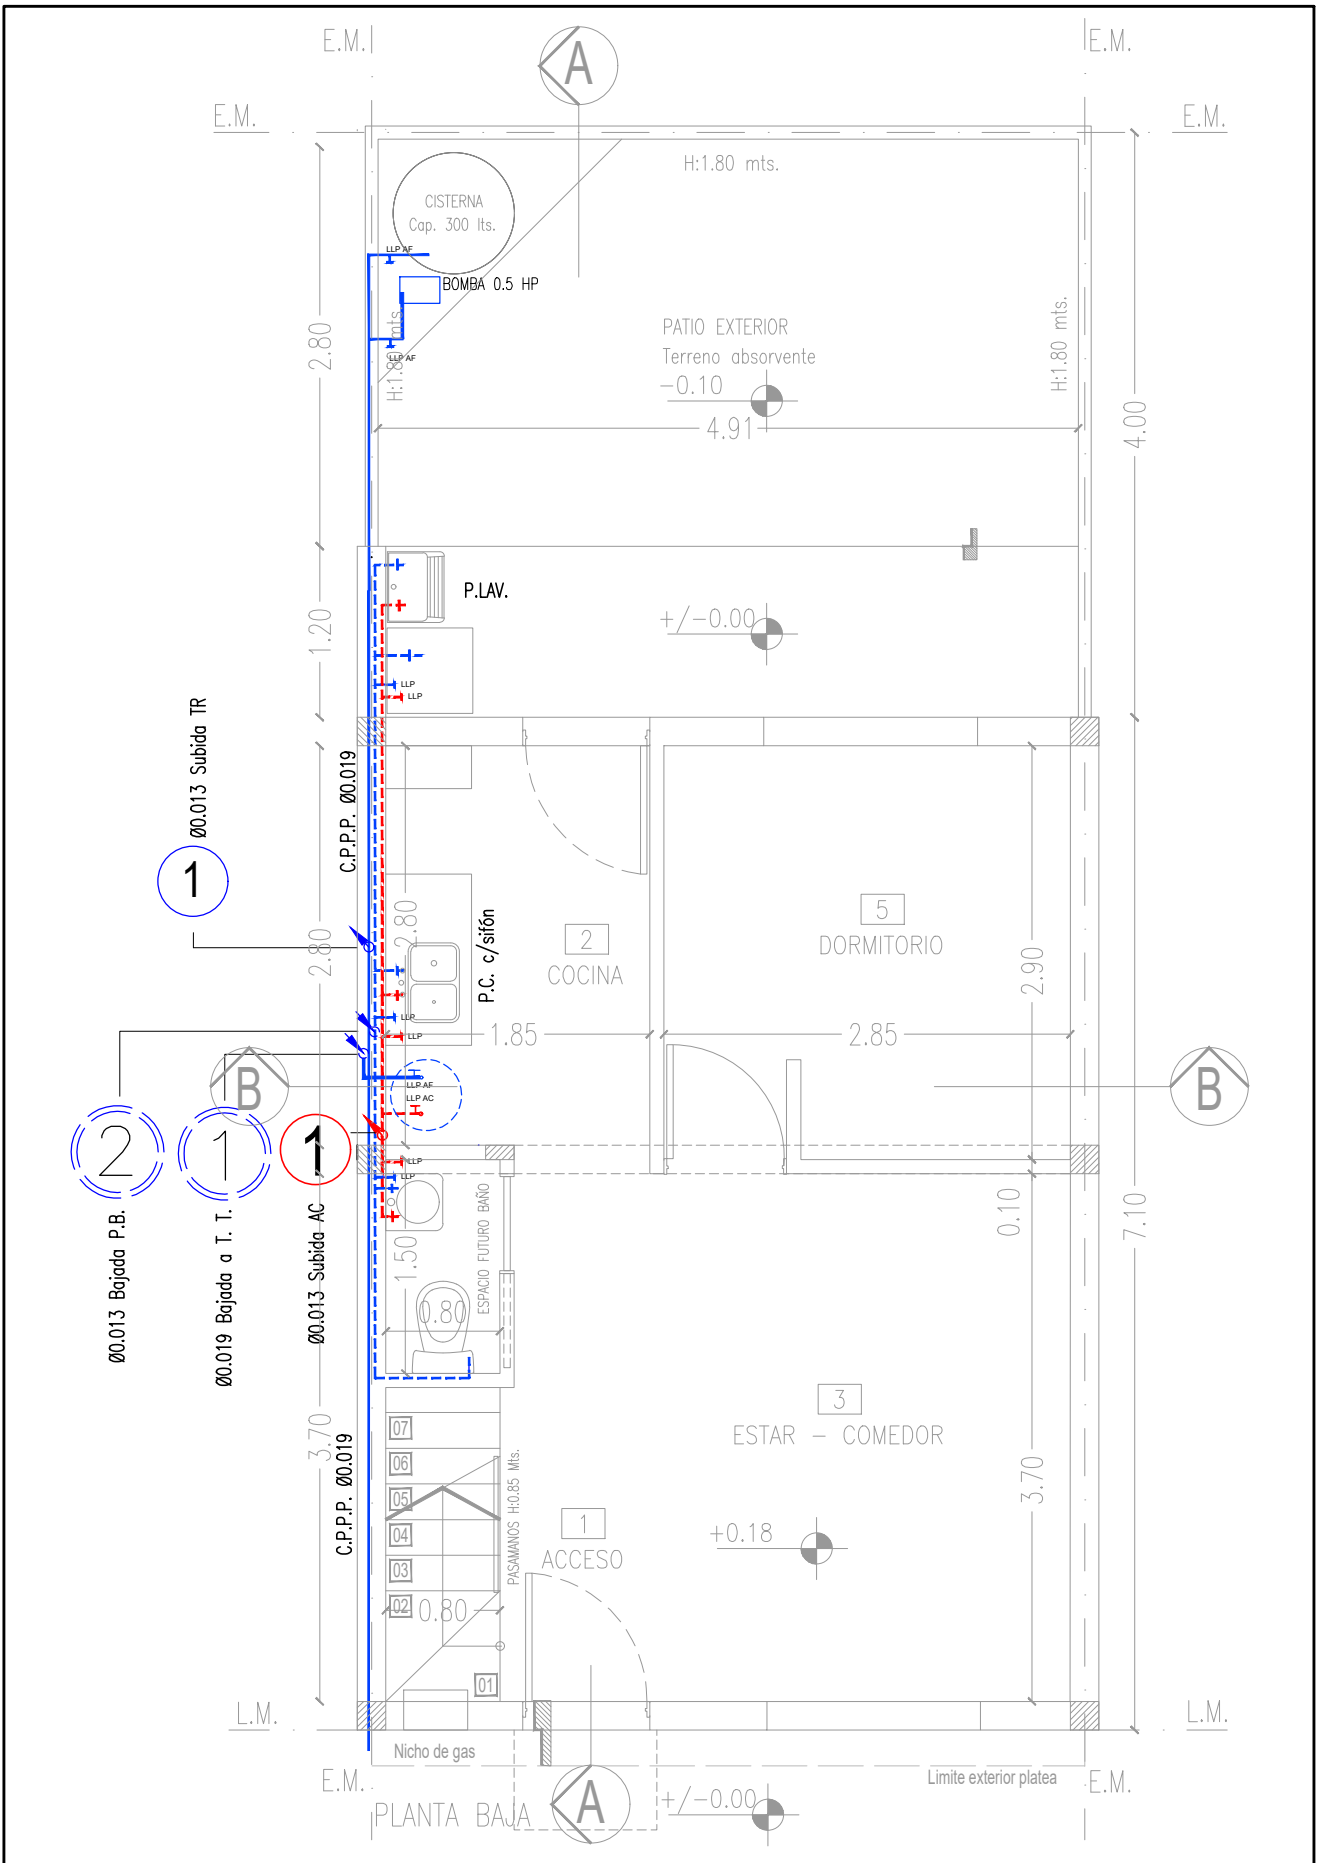 E.M.
E.M.
A
E.M.
E.M.
H:1.80 mts.
CISTERNA
Cap. 300 lts.
LLP AF
BOMBA 0.5 HP
H:1.80 mts.
LLP AF
2.80
PATIO EXTERIOR
Terreno absorvente
-0.10
H:1.80 mts.
4.91
4.00
P.LAV.
1.20
+/-0.00
LLP
LLP
Ø0.013 Subida TR
1
C.P.P.P. Ø0.019
2.80
2.80
P.C. c/sifón
2
COCINA
5
DORMITORIO
2.90
LLP
LLP
1.85
2.85
B
LLP AF
LLP AC
B
2
1
1
LLP
LLP
Ø0.013 Bajada P.B.
Ø0.019 Bajada a T. T.
Ø0.013 Subida AC
1.50
ESPACIO FUTURO BAÑO
0.10
7.10
0.80
3
ESTAR - COMEDOR
3.70
C.P.P.P. Ø0.019
07
06
05
04
03
02
01
PASAMANOS H:0.85 Mts.
3.70
1
ACCESO
+0.18
0.80
L.M.
L.M.
Nicho de gas
Limite exterior platea
E.M.
E.M.
PLANTA BAJA
A
+/-0.00